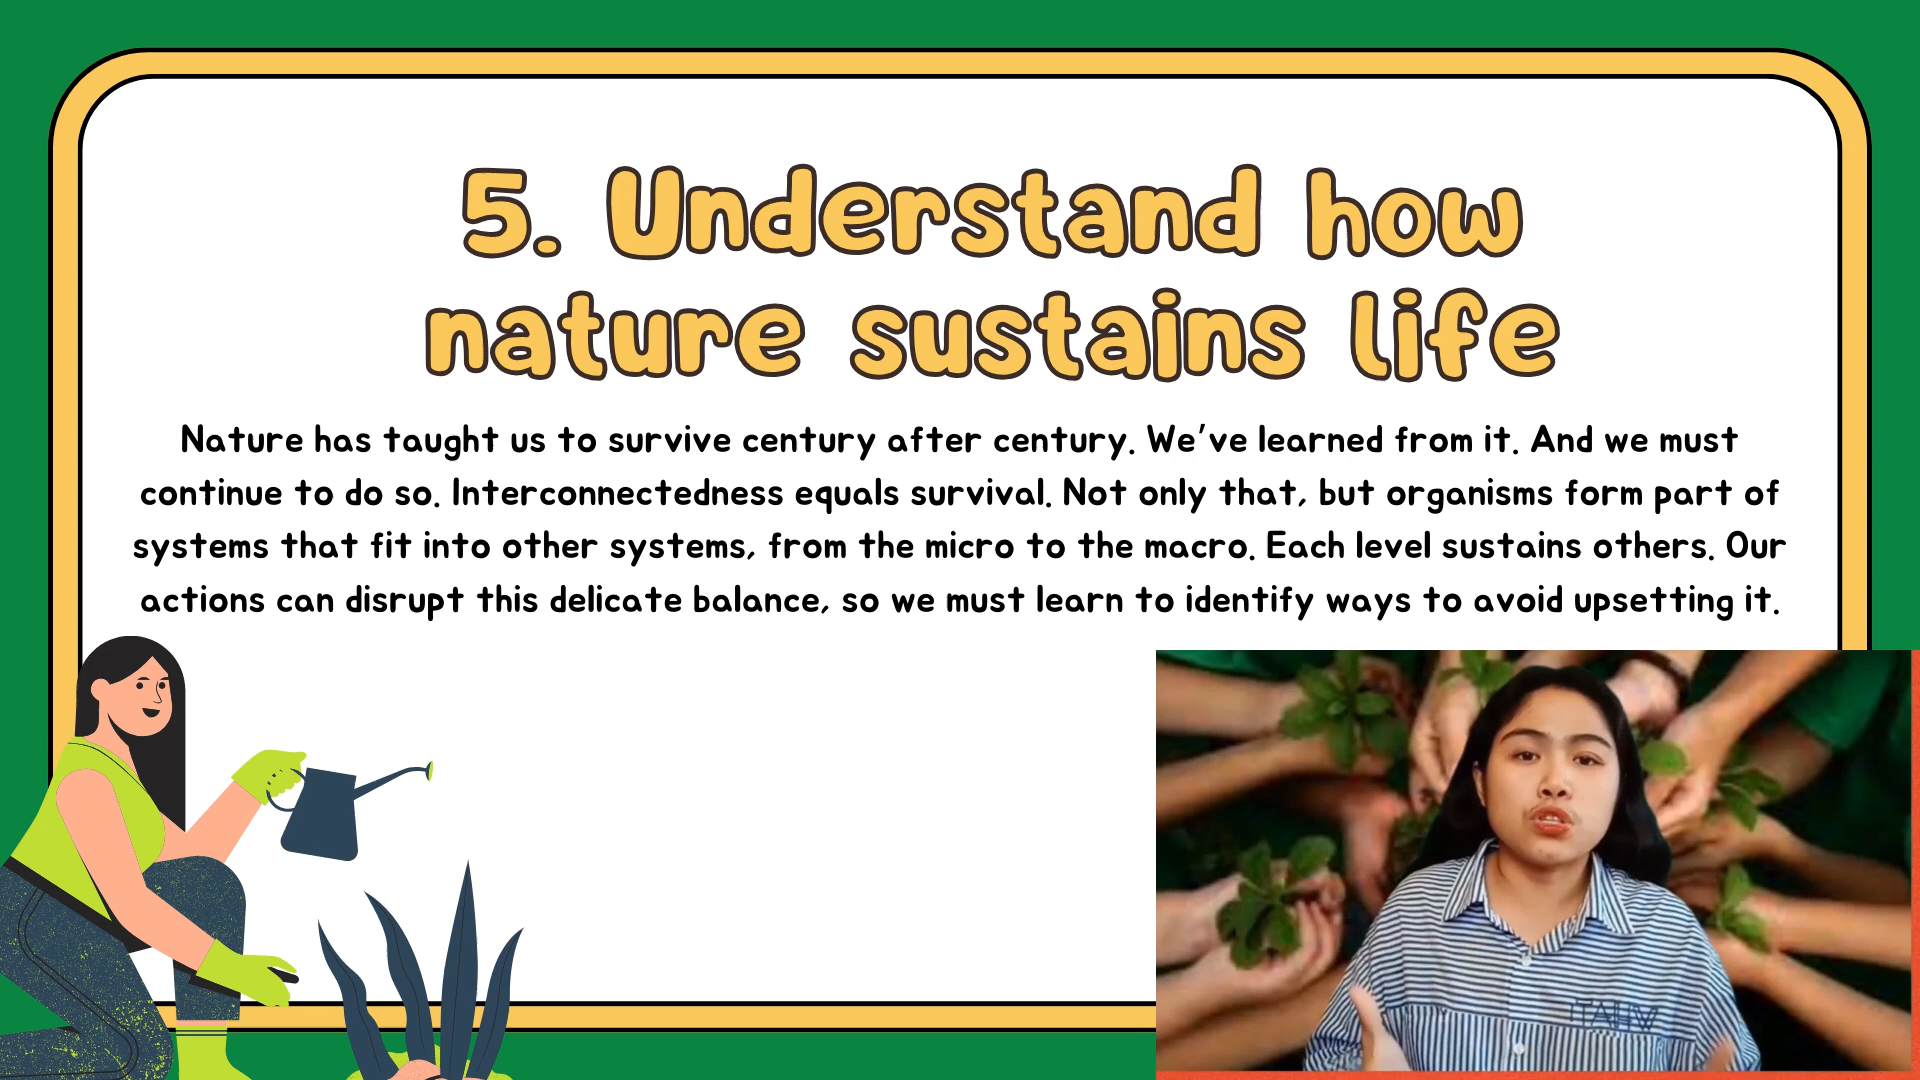 5. Understand how
nature sustains life
Nature has taught us to survive century after century. We've learned from it. And we must
continue to do so. Interconnectedness equals survival. Not only that, but organisms form part of
systems that fit into other systems, from the micro to the macro. Each level sustains others. Our
actions can disrupt this delicate balance, so we must learn to identify ways to avoid upsetting it.